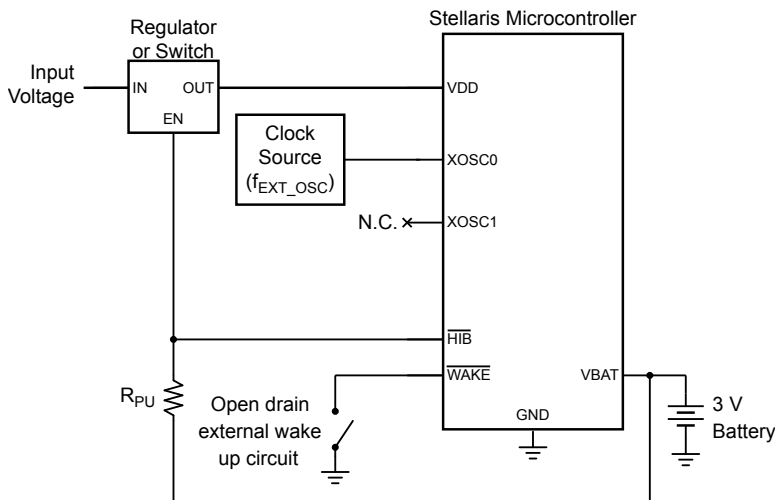 Stellaris Microcontroller
Regulator
or Switch
Input
Voltage
IN
OUT
EN
VDD
Clock
Source
(fEXT_OSC)
XOSC0
N.C.
XOSC1
HIB
WAKE
VBAT
RPU
Open drain
external wake
up circuit
GND
3 V
Battery